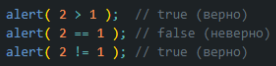 alert( 2 > 1 );  // true (верно)
alert( 2 == 1 ); // false (неверно)
alert( 2 != 1 ); // true (верно)